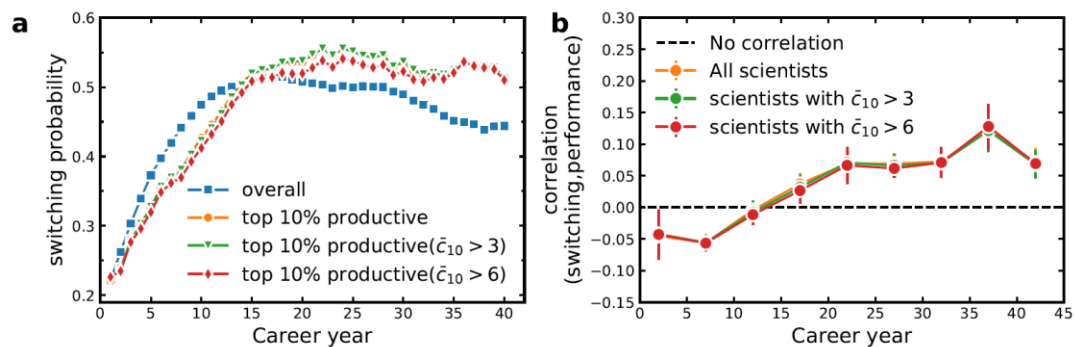 a
switching probability
0.6
0.5
0.4
0.3
0.2
overall
top 10% productive
top 10% productive(c̄₁₀ > 3)
top 10% productive(c̄₁₀ > 6)
0 5 10 15 20 25 30 35 40
Career year
b
correlation
(switching,performance)
0.30
0.25
0.20
0.15
0.10
0.05
0.00
−0.05
−0.10
−0.15
No correlation
All scientists
scientists with c̄₁₀ > 3
scientists with c̄₁₀ > 6
0 5 10 15 20 25 30 35 40 45
Career year